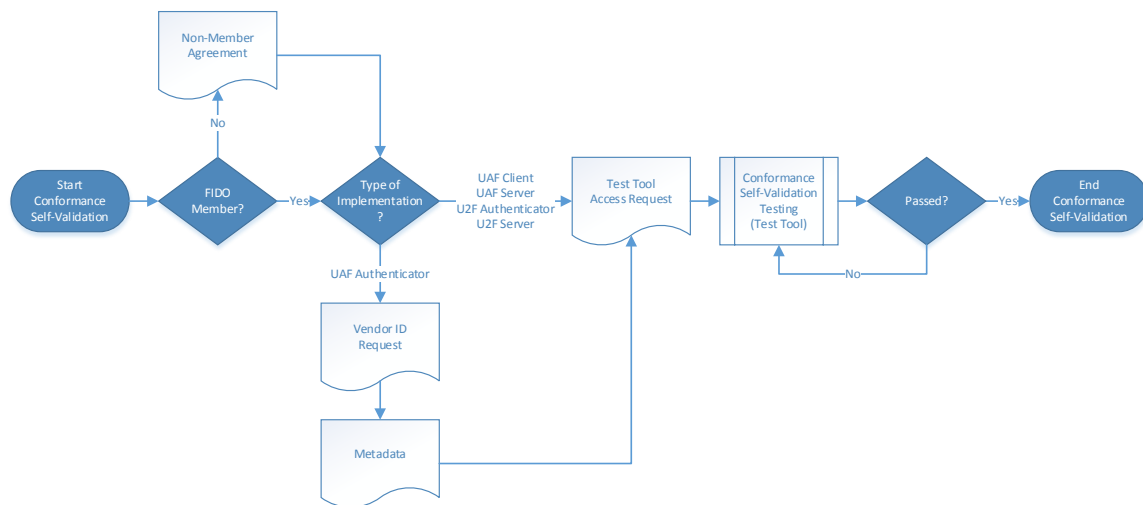 Non-Member
Agreement
No
Start
Conformance
Self-Validation
FIDO
Member?
Yes
Type of
Implementation
?
UAF Client
UAF Server
U2F Authenticator
U2F Server
Test Tool
Access Request
Conformance
Self-Validation
Testing
(Test Tool)
Passed?
Yes
End
Conformance
Self-Validation
No
UAF Authenticator
Vendor ID
Request
Metadata